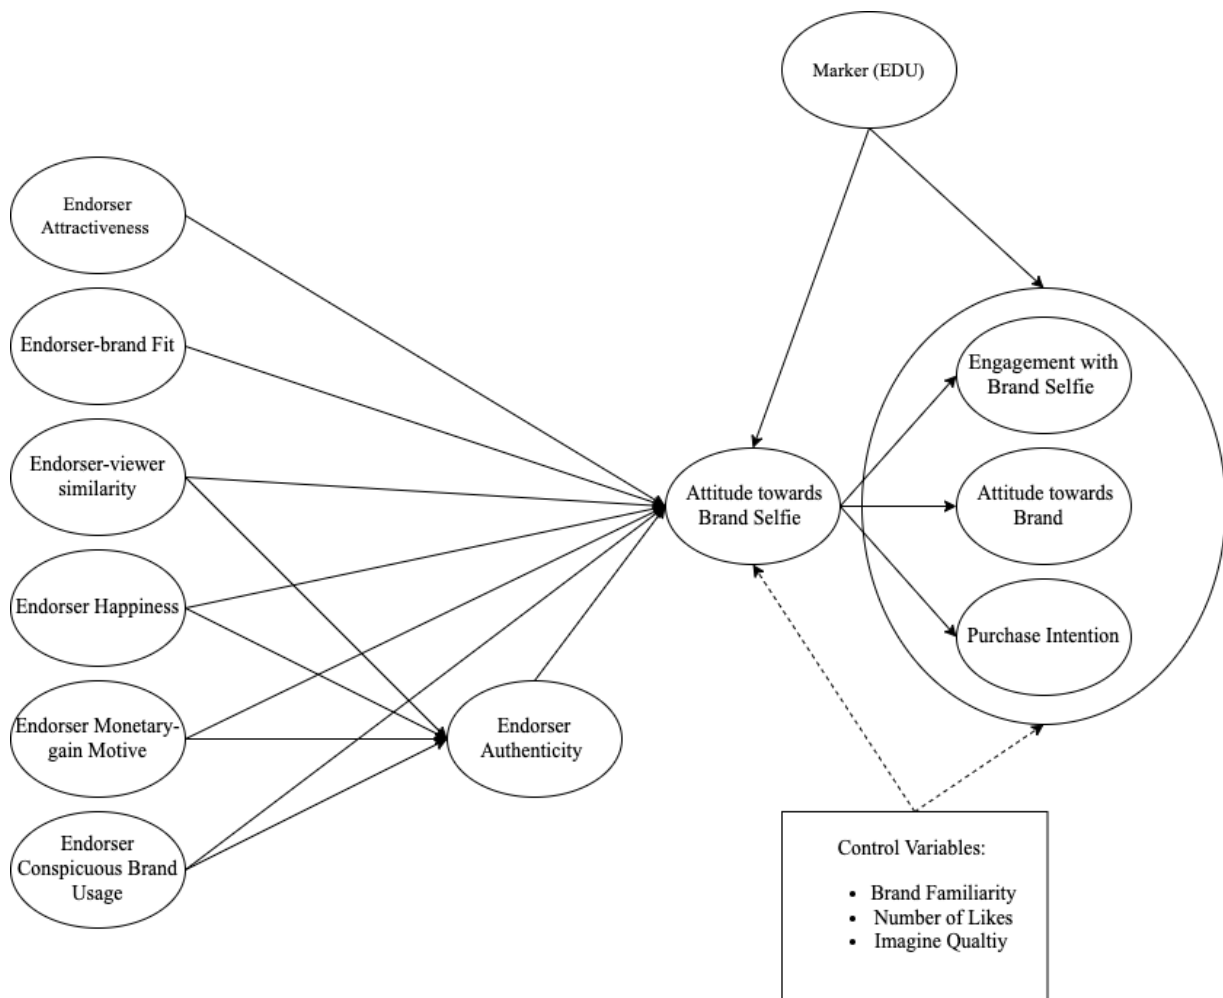 Marker (EDU)
Endorser
Attractiveness
Endorser-brand Fit
Endorser-viewer
similarity
Endorser Happiness
Endorser Monetary-
gain Motive
Endorser
Conspicuous Brand
Usage
Endorser
Authenticity
Attitude towards
Brand Selfie
Engagement with
Brand Selfie
Attitude towards
Brand
Purchase Intention
Control Variables:
• Brand Familiarity
• Number of Likes
• Imagine Qualtiy